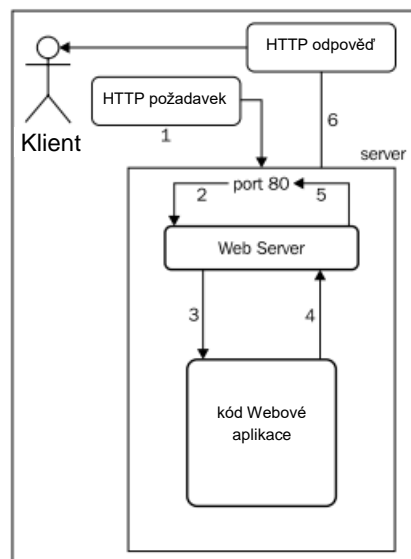 HTTP odpověď
HTTP požadavek
Klient
1
6
server
2
port 80
5
Web Server
3
4
kód Webové
aplikace